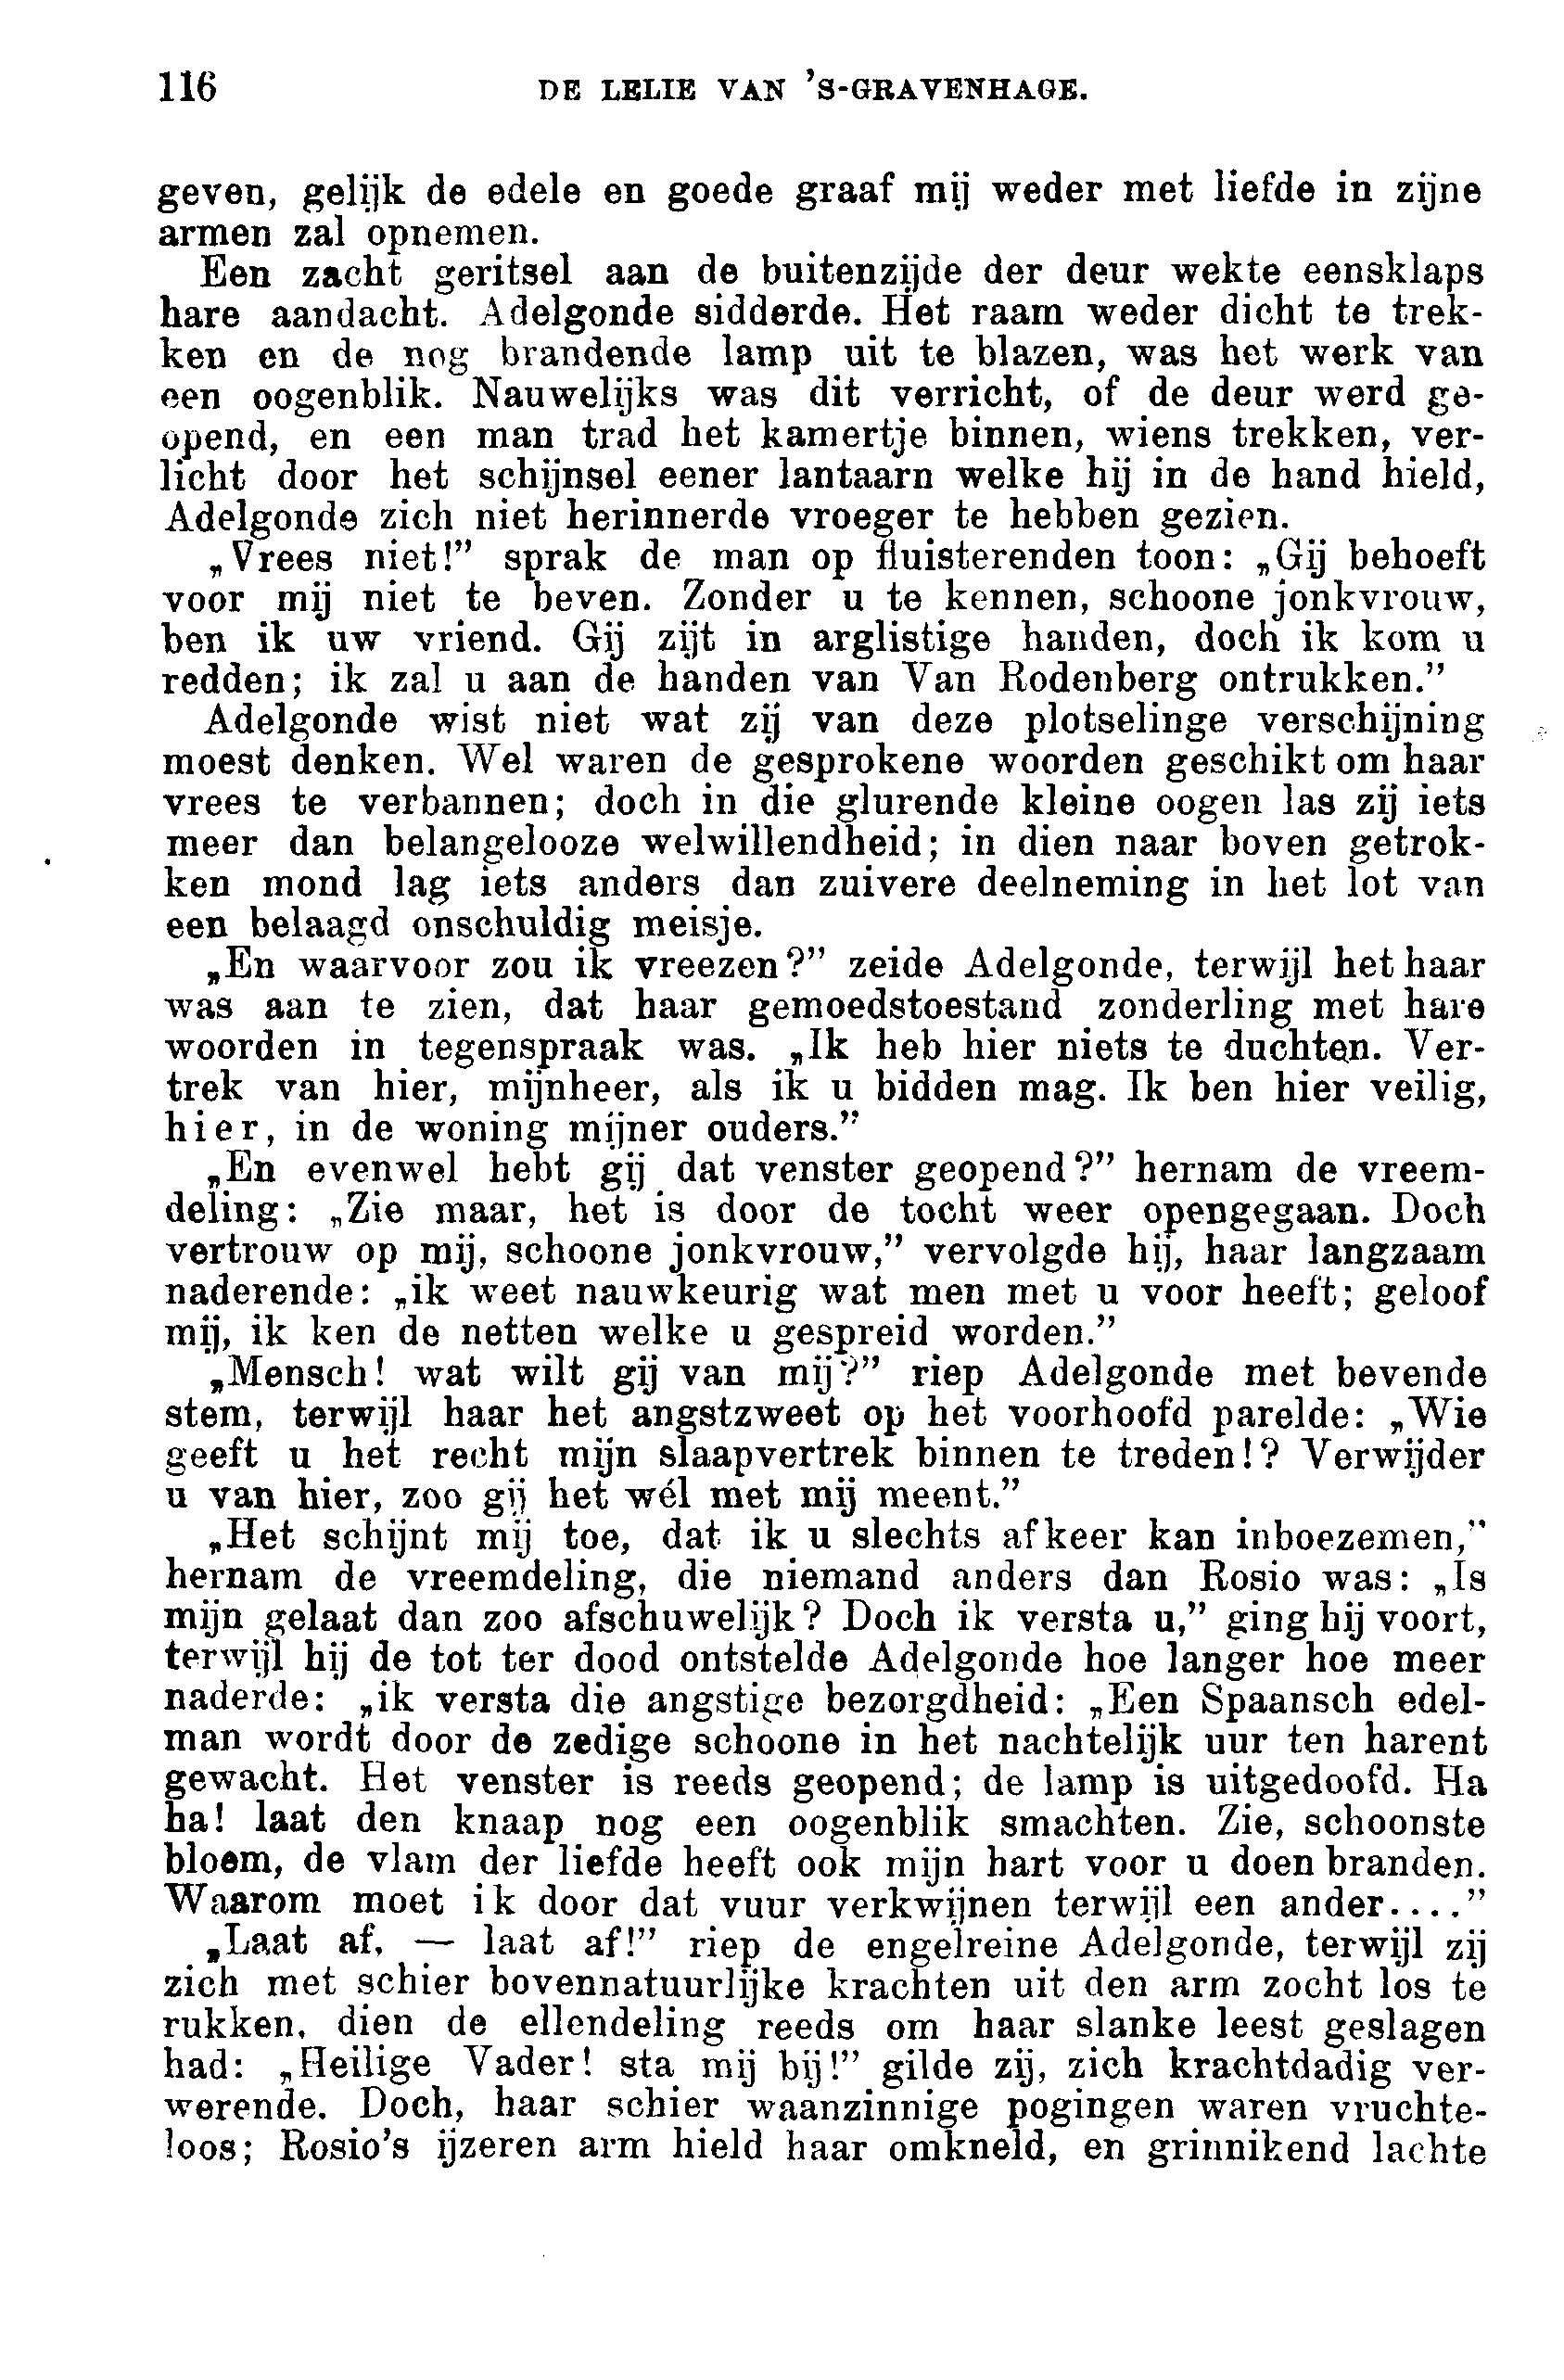 116 DE LELIE VAN 'S-GRAVENHAGE.
geven, gelijk de edele en goede graaf mij weder met liefde in zijne
armen zal opnemen.
Een zacht geritsel aan de buitenzijde der deur wekte eensklaps
hare aandacht. Adelgonde sidderde. Het raam weder dicht te trek-
ken en de nog brandende lamp uit te blazen, was het werk van
een oogenblik. Nauwelijks was dit verricht, of de deur werd ge-
opend, en een man trad het kamertje binnen, wiens trekken, ver-
licht door het schijnsel eener lantaarn welke hij in de hand hield,
Adelgonde zich niet herinnerde vroeger te hebben gezien.
„Vrees niet!” sprak de man op fluisterenden toon: „Gij behoeft
voor mij niet te beven. Zonder u te kennen, schoone jonkvrouw,
ben ik uw vriend. Gij zijt in arglistige handen, doch ik kom u
redden; ik zal u aan de handen van Van Rodenberg ontrukken.”
Adelgonde wist niet wat zij van deze plotselinge verschijning
moest denken. Wel waren de gesprokene woorden geschikt om haar
vrees te verbannen; doch in die glurende kleine oogen las zij iets
meer dan belangelooze welwillendheid; in dien naar boven getrok-
ken mond lag iets anders dan zuivere deelneming in het lot van
een belaagd onschuldig meisje.
„En waarvoor zou ik vreezen?” zeide Adelgonde, terwijl het haar
was aan te zien, dat haar gemoedstoestand zonderling met hare
woorden in tegenspraak was. „Ik heb hier niets te duchten. Ver-
trek van hier, mijnheer, als ik u bidden mag. Ik ben hier veilig,
hier, in de woning mijner ouders.”
„En evenwel hebt gij dat venster geopend?” hernam de vreem-
deling: „Zie maar, het is door de tocht weer opengegaan. Doch
vertrouw op mij, schoone jonkvrouw,” vervolgde hij, haar langzaam
naderende: „ik weet nauwkeurig wat men met u voor heeft; geloof
mij, ik ken de netten welke u gespreid worden.”
„Mensch! wat wilt gij van mij?” riep Adelgonde met bevende
stem, terwijl haar het angstzweet op het voorhoofd parelde: „Wie
geeft u het recht mijn slaapvertrek binnen te treden!? Verwijder
u van hier, zoo gij het wél met mij meent.”
„Het schijnt mij toe, dat ik u slechts afkeer kan inboezemen,”
hernam de vreemdeling, die niemand anders dan Rosio was: „Is
mijn gelaat dan zoo afschuwelijk? Doch ik versta u,” ging hij voort,
terwijl hij de tot ter dood ontstelde Adelgonde hoe langer hoe meer
naderde: „ik versta die angstige bezorgdheid: „Een Spaansch edel-
man wordt door de zedige schoone in het nachtelijk uur ten harent
gewacht. Het venster is reeds geopend; de lamp is uitgedoofd. Ha
ha! laat den knaap nog een oogenblik smachten. Zie, schoonste
bloem, de vlam der liefde heeft ook mijn hart voor u doen branden.
Waarom moet ik door dat vuur verkwijnen terwijl een ander....”
„Laat af, — laat af!” riep de engelreine Adelgonde, terwijl zij
zich met schier bovennatuurlijke krachten uit den arm zocht los te
rukken, dien de ellendeling reeds om haar slanke leest geslagen
had: „Heilige Vader! sta mij bij!” gilde zij, zich krachtdadig ver-
werende. Doch, haar schier waanzinnige pogingen waren vruchte-
loos; Rosio's ijzeren arm hield haar omkneld, en grinnikend lachte